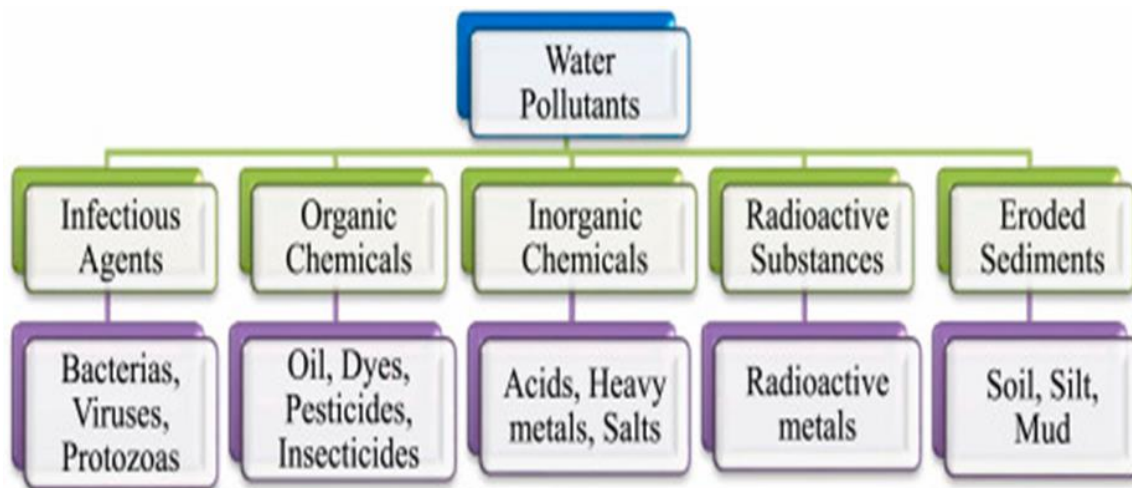 Water
Pollutants
Infectious
Agents
Organic
Chemicals
Inorganic
Chemicals
Radioactive
Substances
Eroded
Sediments
Bacterias,
Viruses,
Protozoas
Oil, Dyes,
Pesticides,
Insecticides
Acids, Heavy
metals, Salts
Radioactive
metals
Soil, Silt,
Mud